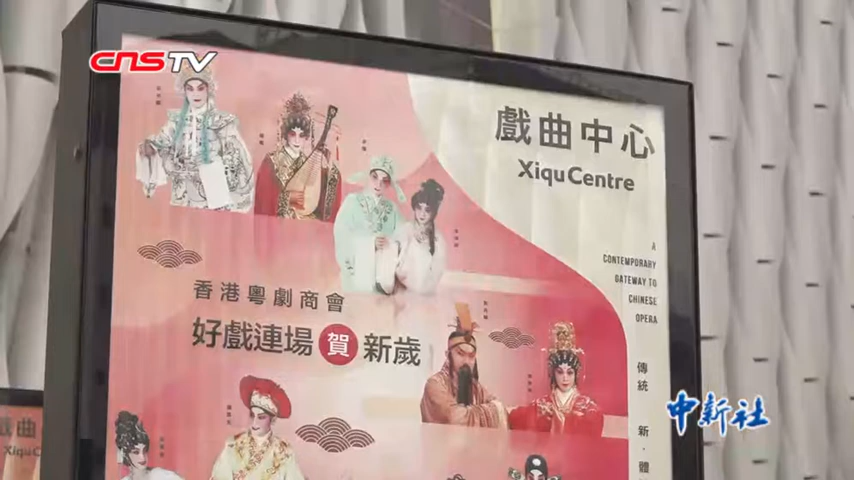 CNSTV
戲曲中心
Xiqu Centre
A
CONTEMPORARY
GATEWAY TO
CHINESE
OPERA
香港粵劇商會
好戲連場賀新歲
傳統 新·體
中新社
戲曲
Xiqu C